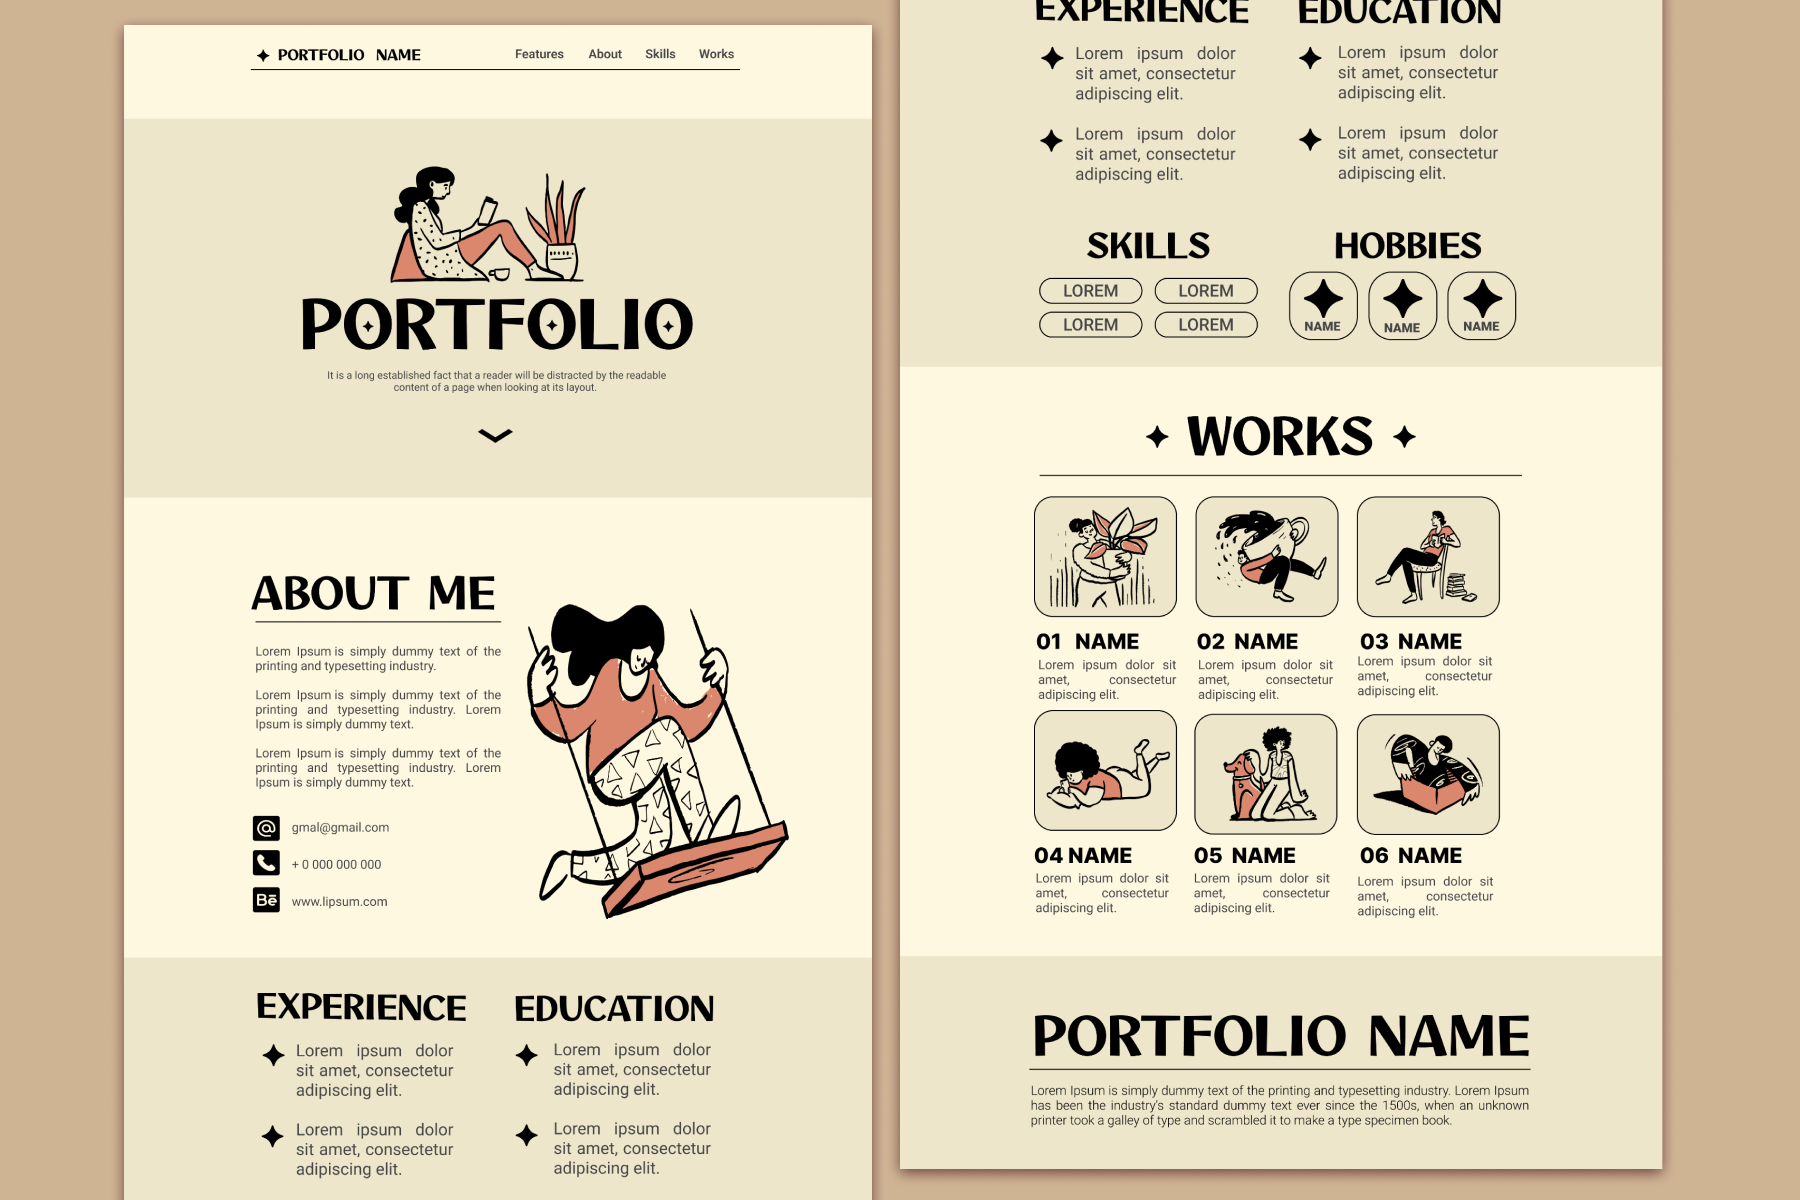 PORTFOLIO NAME
Features About Skills Works
PORTFOLIO
It is a long established fact that a reader will be distracted by the readable
content of a page when looking at its layout.
ABOUT ME
Lorem Ipsum is simply dummy text of the
printing and typesetting industry.
Lorem Ipsum is simply dummy text of the
printing and typesetting industry. Lorem
Ipsum is simply dummy text.
Lorem Ipsum is simply dummy text of the
printing and typesetting industry. Lorem
Ipsum is simply dummy text.
@ gmal@gmail.com
+ 0 000 000 000
Bē www.lipsum.com
EXPERIENCE
Lorem ipsum dolor
sit amet, consectetur
adipiscing elit.
Lorem ipsum dolor
sit amet, consectetur
adipiscing elit.
EDUCATION
Lorem ipsum dolor
sit amet, consectetur
adipiscing elit.
Lorem ipsum dolor
sit amet, consectetur
adipiscing elit.
EXPERIENCE
Lorem ipsum dolor
sit amet, consectetur
adipiscing elit.
Lorem ipsum dolor
sit amet, consectetur
adipiscing elit.
EDUCATION
Lorem ipsum dolor
sit amet, consectetur
adipiscing elit.
Lorem ipsum dolor
sit amet, consectetur
adipiscing elit.
SKILLS
LOREM LOREM
LOREM LOREM
HOBBIES
NAME NAME NAME
WORKS
01 NAME
Lorem ipsum dolor sit
amet, consectetur
adipiscing elit.
02 NAME
Lorem ipsum dolor sit
amet, consectetur
adipiscing elit.
03 NAME
Lorem ipsum dolor sit
amet, consectetur
adipiscing elit.
04 NAME
Lorem ipsum dolor sit
amet, consectetur
adipiscing elit.
05 NAME
Lorem ipsum dolor sit
amet, consectetur
adipiscing elit.
06 NAME
Lorem ipsum dolor sit
amet, consectetur
adipiscing elit.
PORTFOLIO NAME
Lorem Ipsum is simply dummy text of the printing and typesetting industry. Lorem Ipsum
has been the industry's standard dummy text ever since the 1500s, when an unknown
printer took a galley of type and scrambled it to make a type specimen book.